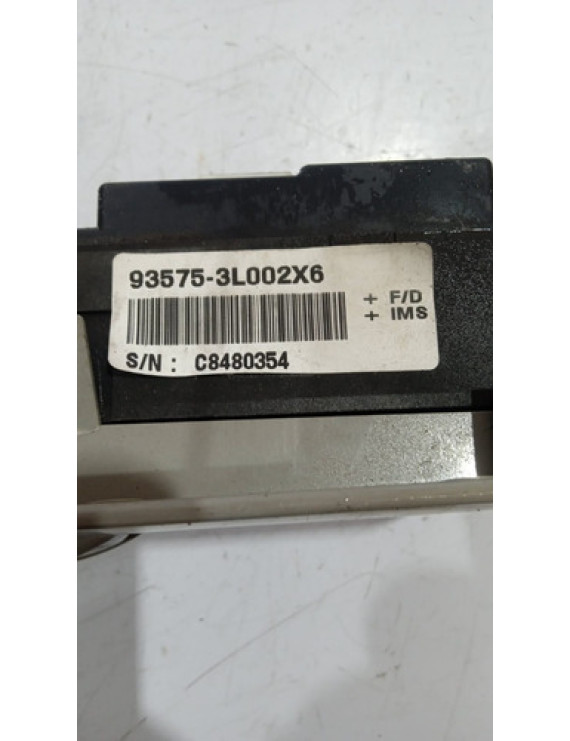 93575-3L002X6
+ F/D
+ IMS
S/N : C8480354